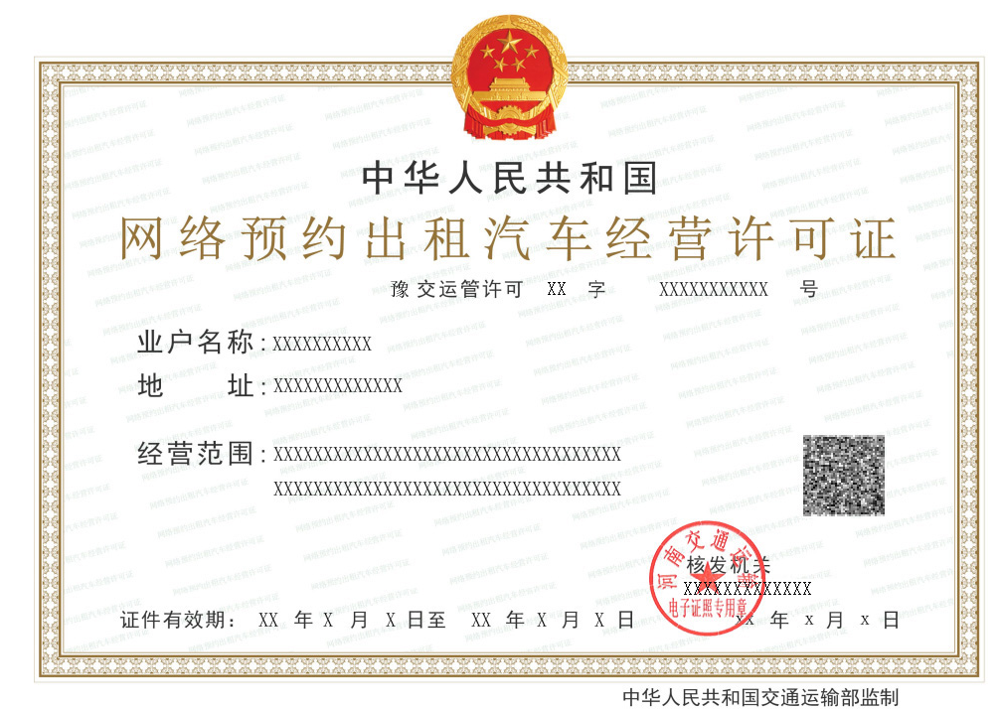 中华人民共和国
网络预约出租汽车经营许可证
豫 交运管许可 XX 字 XXXXXXXXXXX 号
业户名称:XXXXXXXXXX
地 址:XXXXXXXXXXXXX
经营范围:XXXXXXXXXXXXXXXXXXXXXXXXXXXXXXXXXXX
XXXXXXXXXXXXXXXXXXXXXXXXXXXXXXXXXXX
河南交通运
核发机关
XXXXXXXXXXXXX
电子证照专用章
证件有效期: XX 年 X 月 X 日至 XX 年 X 月 X 日 xx 年 x 月 x 日
中华人民共和国交通运输部监制